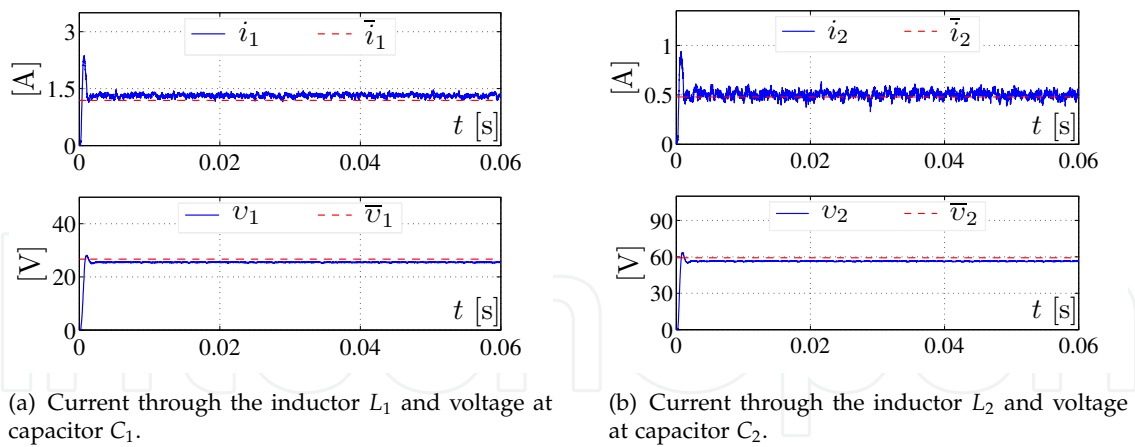 3
i₁
i̅₁
[A]
1.5
t [s]
0
0
0.02
0.04
0.06
40
v₁
v̅₁
[V]
20
t [s]
0
0
0.02
0.04
0.06
(a) Current through the inductor L₁ and voltage at
capacitor C₁.
1
i₂
i̅₂
[A]
0.5
t [s]
0
0
0.02
0.04
0.06
90
v₂
v̅₂
[V]
60
30
t [s]
0
0
0.02
0.04
0.06
(b) Current through the inductor L₂ and voltage
at capacitor C₂.